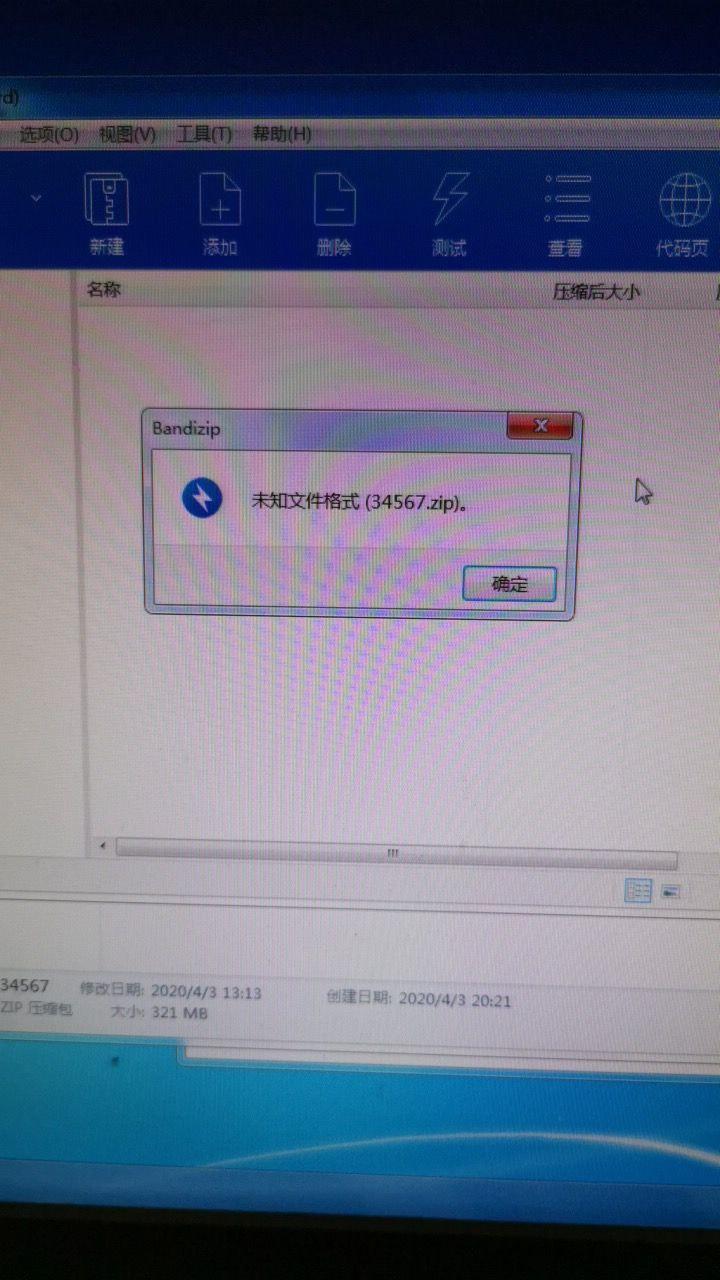 rd)
选项(O) 视图(V) 工具(T) 帮助(H)
新建 添加 删除 测试 查看 代码页
名称 压缩后大小
Bandizip
未知文件格式 (34567.zip)。
确定
34567 修改日期: 2020/4/3 13:13 创建日期: 2020/4/3 20:21
ZIP 压缩包 大小: 321 MB